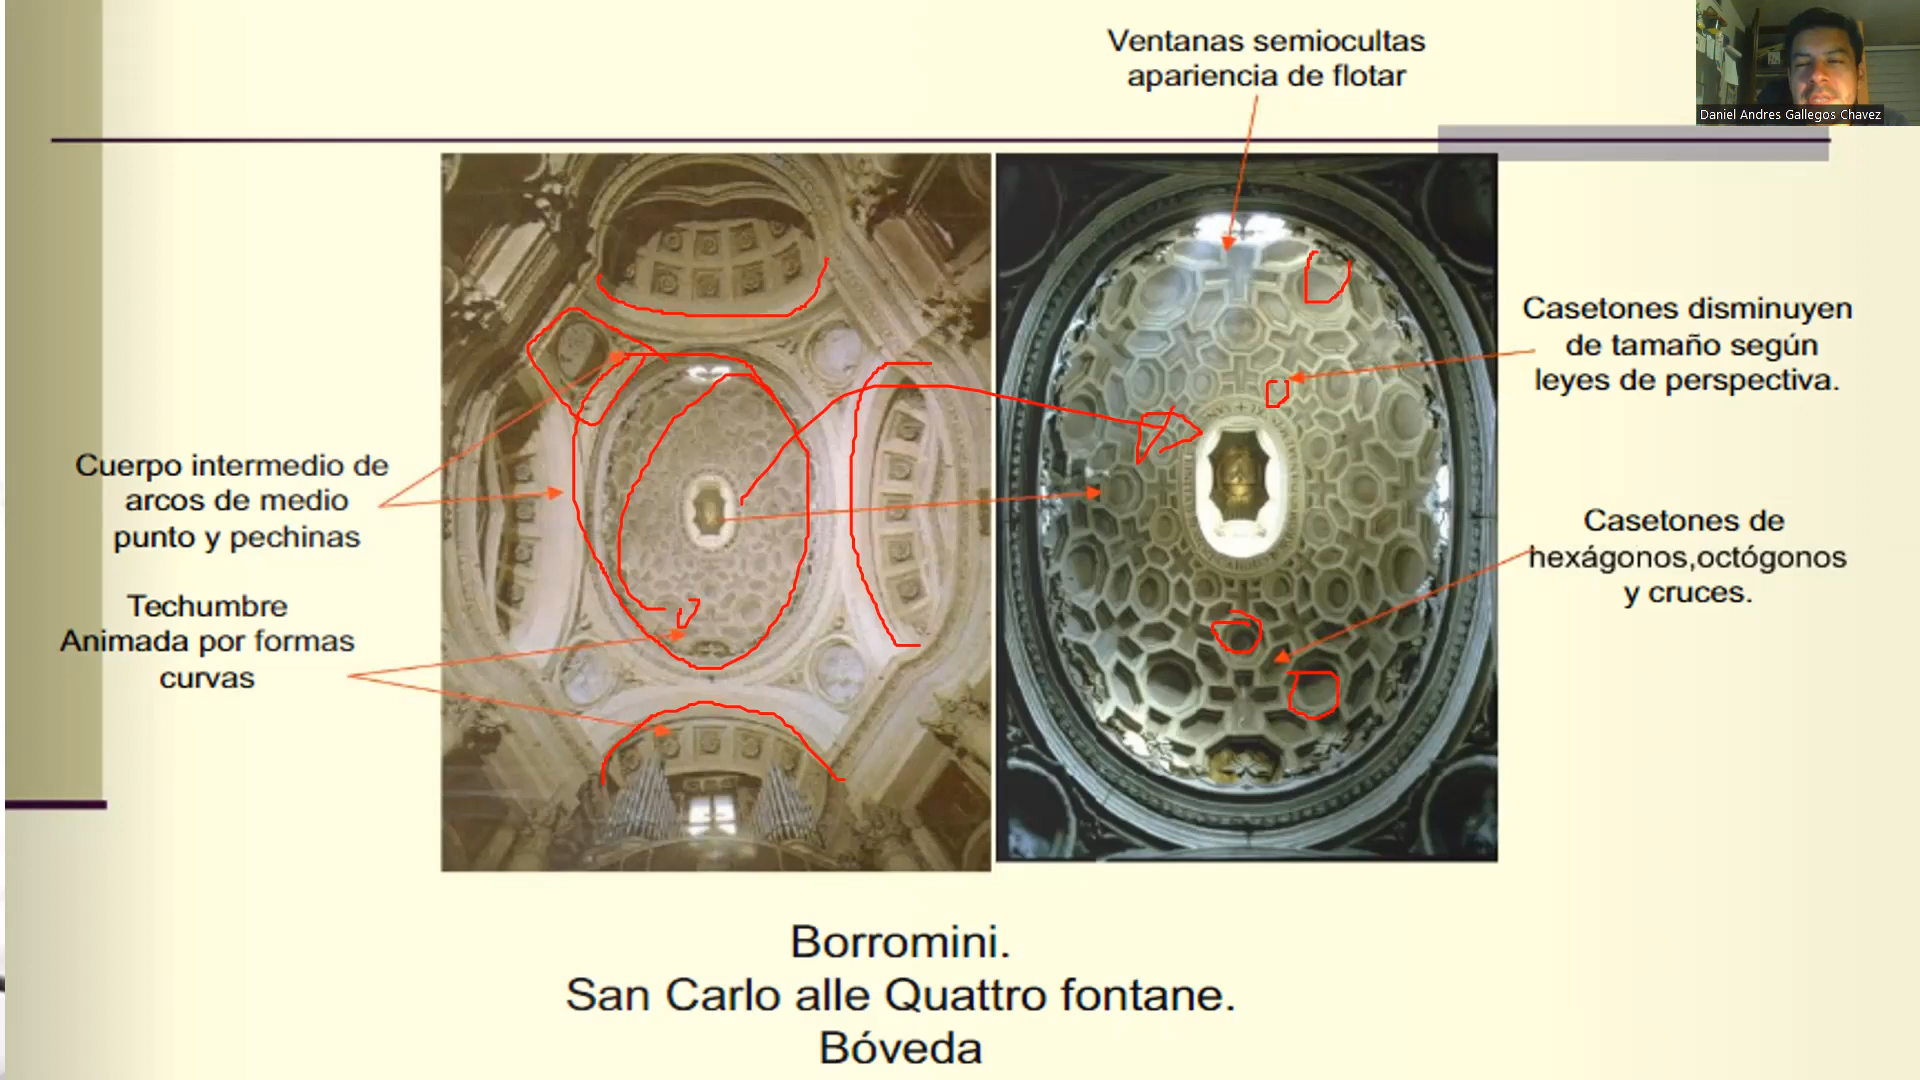 Ventanas semiocultas
apariencia de flotar
Daniel Andres Gallegos Chavez
Casetones disminuyen
de tamaño según
leyes de perspectiva.
Cuerpo intermedio de
arcos de medio
punto y pechinas
Casetones de
hexágonos,octógonos
y cruces.
Techumbre
Animada por formas
curvas
Borromini.
San Carlo alle Quattro fontane.
Bóveda